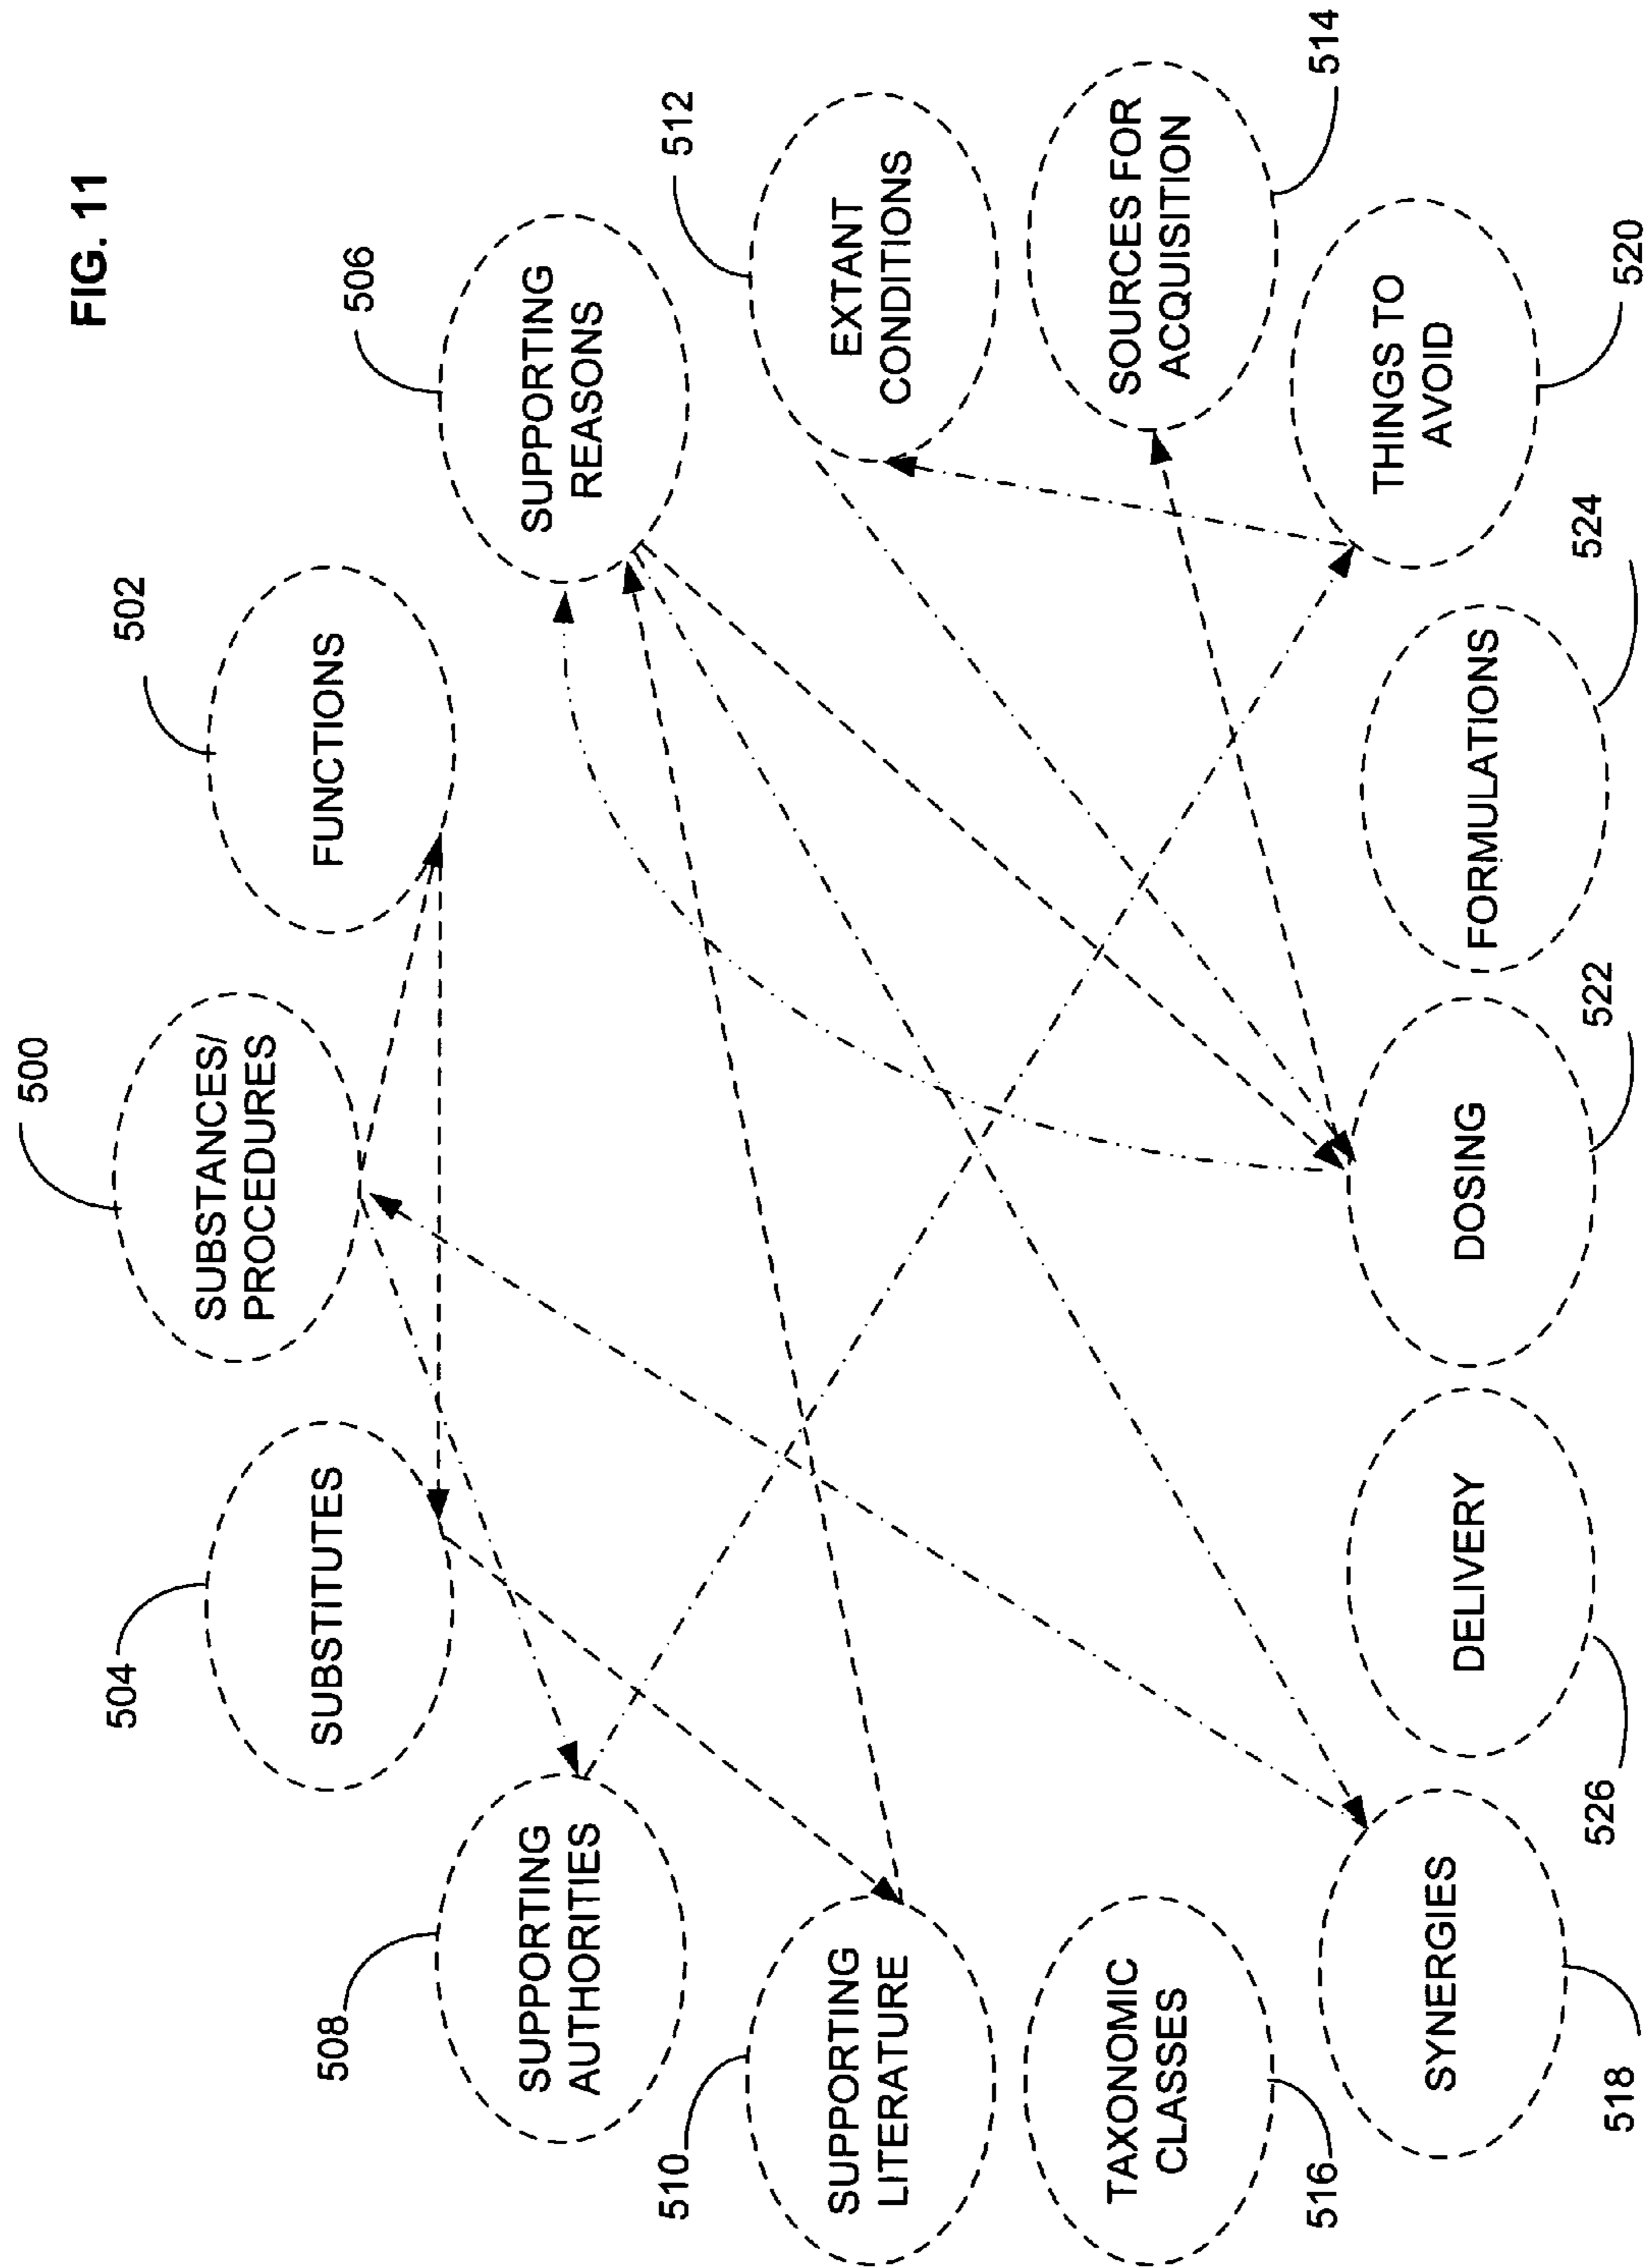 FIG. 11
500
SUBSTANCES/
PROCEDURES
502
FUNCTIONS
504
SUBSTITUTES
506
SUPPORTING
REASONS
508
SUPPORTING
AUTHORITIES
510
SUPPORTING
LITERATURE
512
EXTANT
CONDITIONS
514
SOURCES FOR
ACQUISITION
516
TAXONOMIC
CLASSES
518
SYNERGIES
520
THINGS TO
AVOID
526
DELIVERY
522
DOSING
524
FORMULATIONS